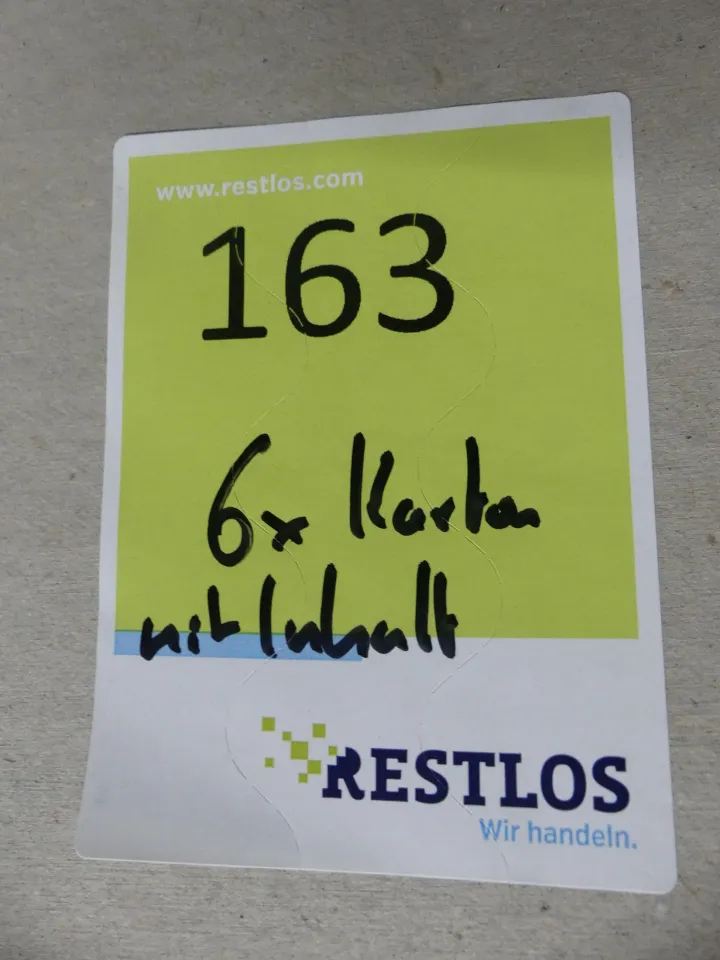 www.restlos.com
163
6x Karton
mit Inhalt
RESTLOS
Wir handeln.